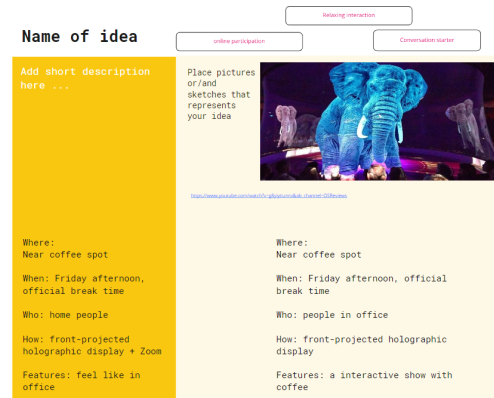 Relaxing interaction
Name of idea
online participation
Conversation starter
Add short description
here ...
Place pictures
or/and
sketches that
represents
your idea
Where:
Near coffee spot
When: Friday afternoon,
official break time
Who: home people
How: front-projected
holographic display + Zoom
Features: feel like in
office
Where:
Near coffee spot
When: Friday afternoon, official
break time
Who: people in office
How: front-projected holographic
display
Features: a interactive show with
coffee